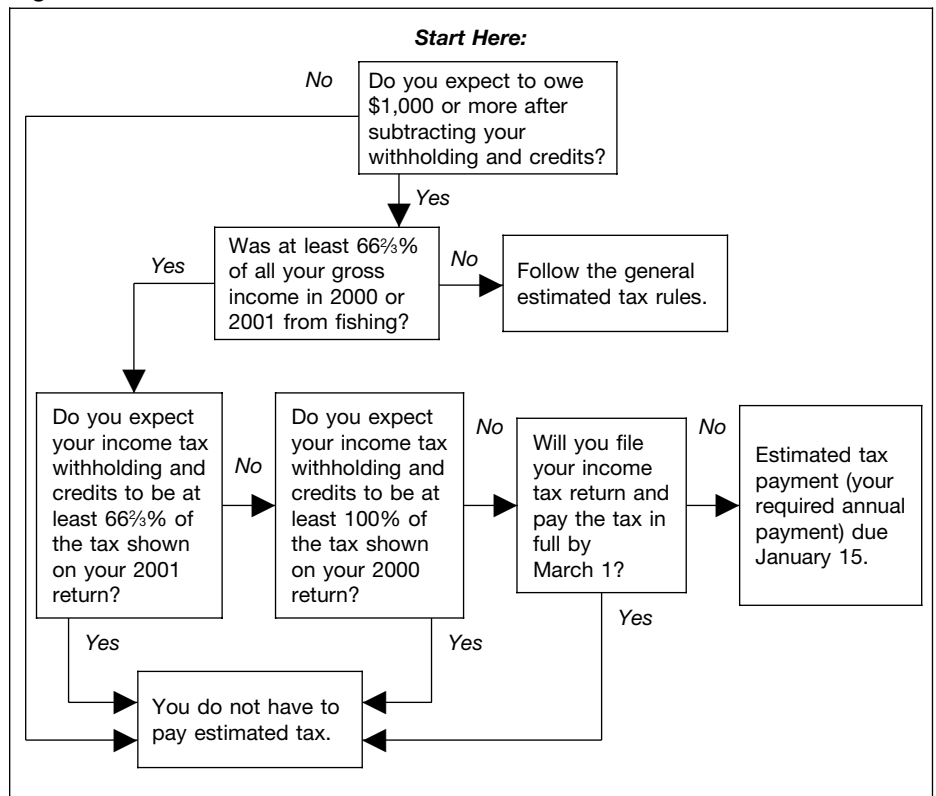 Start Here:
No
Do you expect to owe
$1,000 or more after
subtracting your
withholding and credits?
Yes
Was at least 66⅔%
of all your gross
income in 2000 or
2001 from fishing?
Yes
No
Follow the general
estimated tax rules.
Do you expect
your income tax
withholding and
credits to be at
least 66⅔% of
the tax shown
on your 2001
return?
No
Do you expect
your income tax
withholding and
credits to be at
least 100% of
the tax shown
on your 2000
return?
No
Will you file
your income
tax return and
pay the tax in
full by
March 1?
No
Estimated tax
payment (your
required annual
payment) due
January 15.
Yes
Yes
Yes
You do not have to
pay estimated tax.